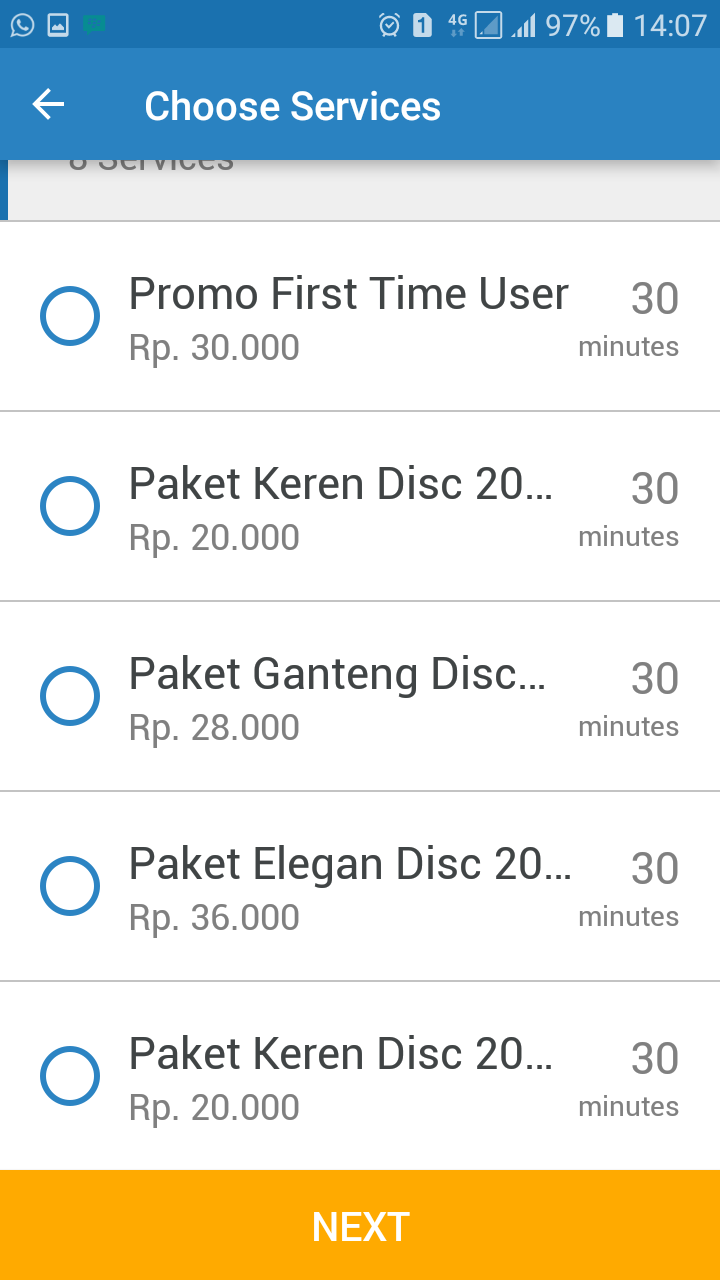 4G 97% 14:07
Choose Services
8 Services
Promo First Time User 30
Rp. 30.000 minutes
Paket Keren Disc 20... 30
Rp. 20.000 minutes
Paket Ganteng Disc... 30
Rp. 28.000 minutes
Paket Elegan Disc 20... 30
Rp. 36.000 minutes
Paket Keren Disc 20... 30
Rp. 20.000 minutes
NEXT